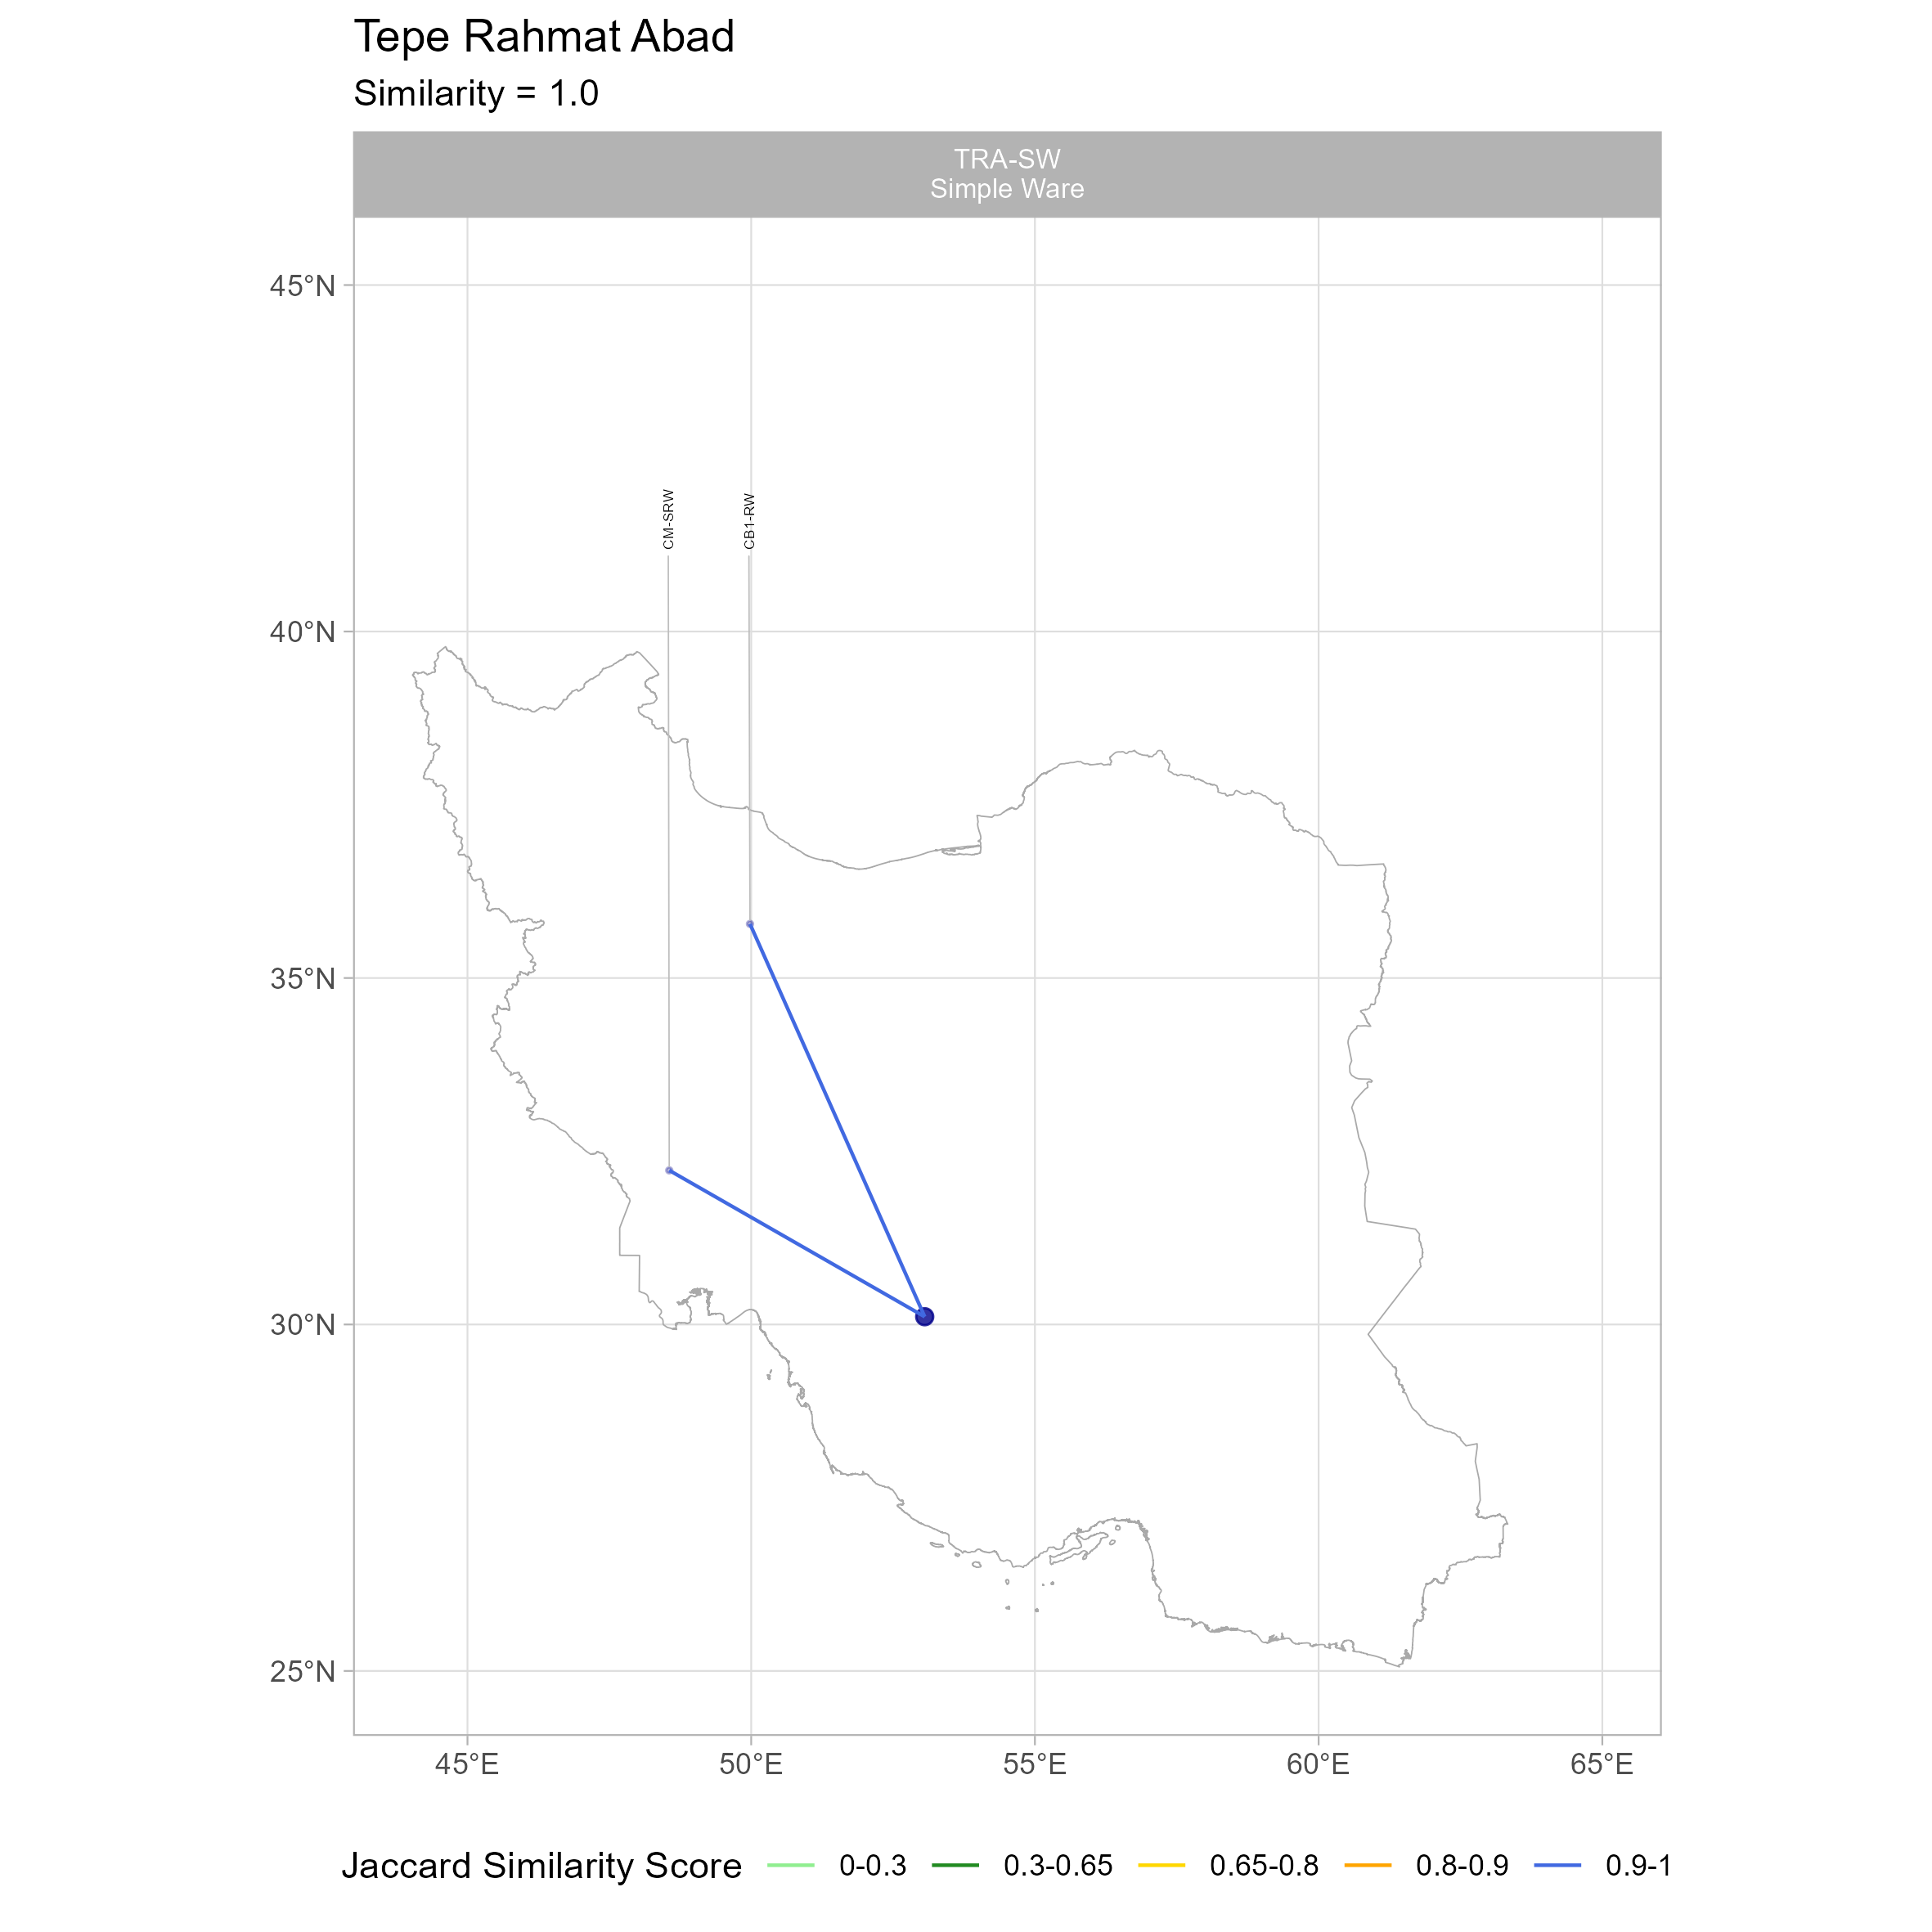 Tepe Rahmat Abad
Similarity = 1.0
TRA-SW
Simple Ware
45°N
40°N
35°N
30°N
25°N
CM-SRW
CB1-RW
45°E
50°E
55°E
60°E
65°E
Jaccard Similarity Score 0-0.3 0.3-0.65 0.65-0.8 0.8-0.9 0.9-1